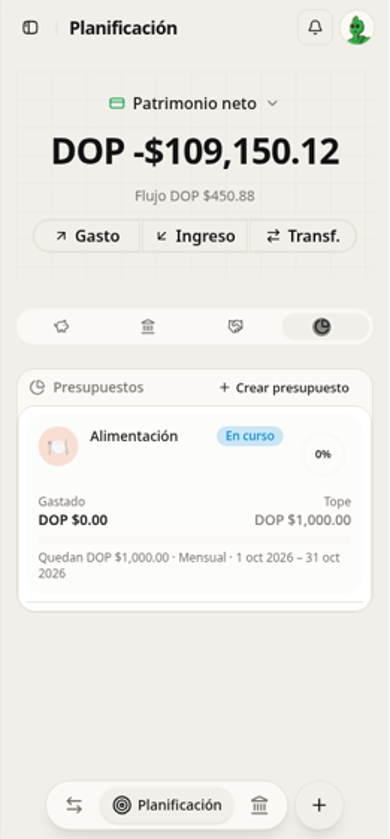 Planificación
Patrimonio neto
DOP -$109,150.12
Flujo DOP $450.88
Gasto
Ingreso
Transf.
Presupuestos
+ Crear presupuesto
Alimentación
En curso
0%
Gastado
Tope
DOP $0.00
DOP $1,000.00
Quedan DOP $1,000.00 · Mensual · 1 oct 2026 – 31 oct
2026
Planificación